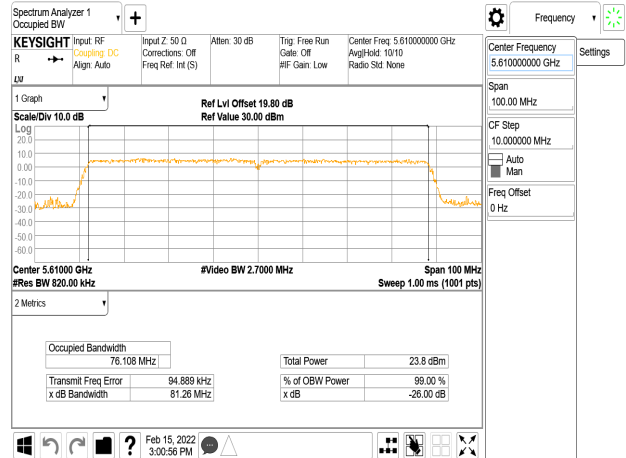 Spectrum Analyzer 1
Occupied BW
Frequency
KEYSIGHT
R
Input: RF
Coupling: DC
Align: Auto
Input Z: 50 Ω
Corrections: Off
Freq Ref: Int (S)
Atten: 30 dB
Trig: Free Run
Gate: Off
#IF Gain: Low
Center Freq: 5.610000000 GHz
Avg|Hold: 10/10
Radio Std: None
Center Frequency
5.610000000 GHz
Settings
Span
100.00 MHz
CF Step
10.000000 MHz
Auto
Man
Freq Offset
0 Hz
1 Graph
Scale/Div 10.0 dB
Ref Lvl Offset 19.80 dB
Ref Value 30.00 dBm
Log
20.0
10.0
0.00
-10.0
-20.0
-30.0
-40.0
-50.0
-60.0
Center 5.61000 GHz
#Video BW 2.7000 MHz
Span 100 MHz
#Res BW 820.00 kHz
Sweep 1.00 ms (1001 pts)
2 Metrics
Occupied Bandwidth
76.108 MHz
Total Power 23.8 dBm
Transmit Freq Error 94.889 kHz
% of OBW Power 99.00 %
x dB Bandwidth 81.26 MHz
x dB -26.00 dB
?
Feb 15, 2022
3:00:56 PM